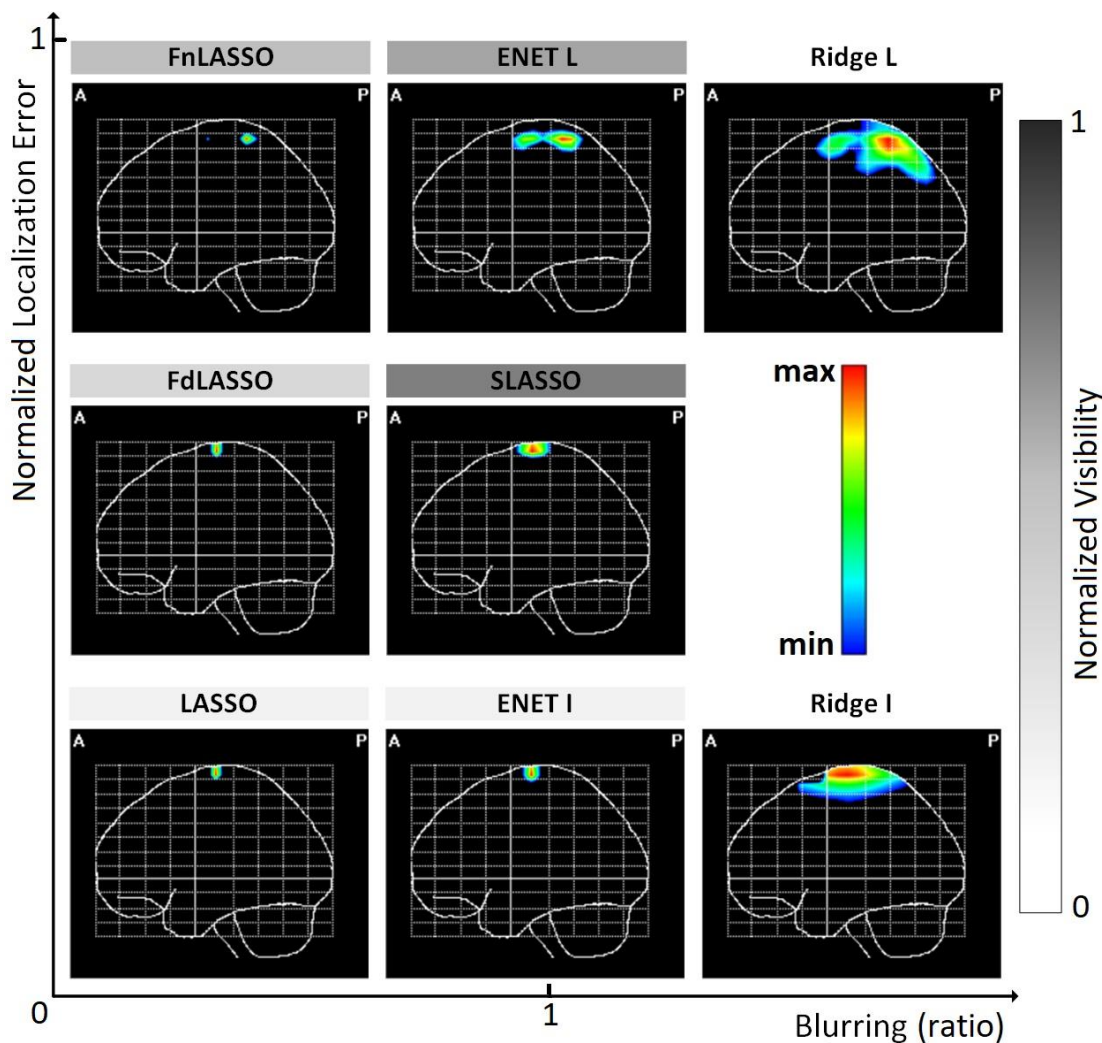 Normalized Localization Error
1
FnLASSO
ENET L
Ridge L
A P
A P
A P
1
FdLASSO
SLASSO
A P
A P
max
min
Normalized Visibility
LASSO
ENET I
Ridge I
A P
A P
A P
0
0
1
Blurring (ratio)